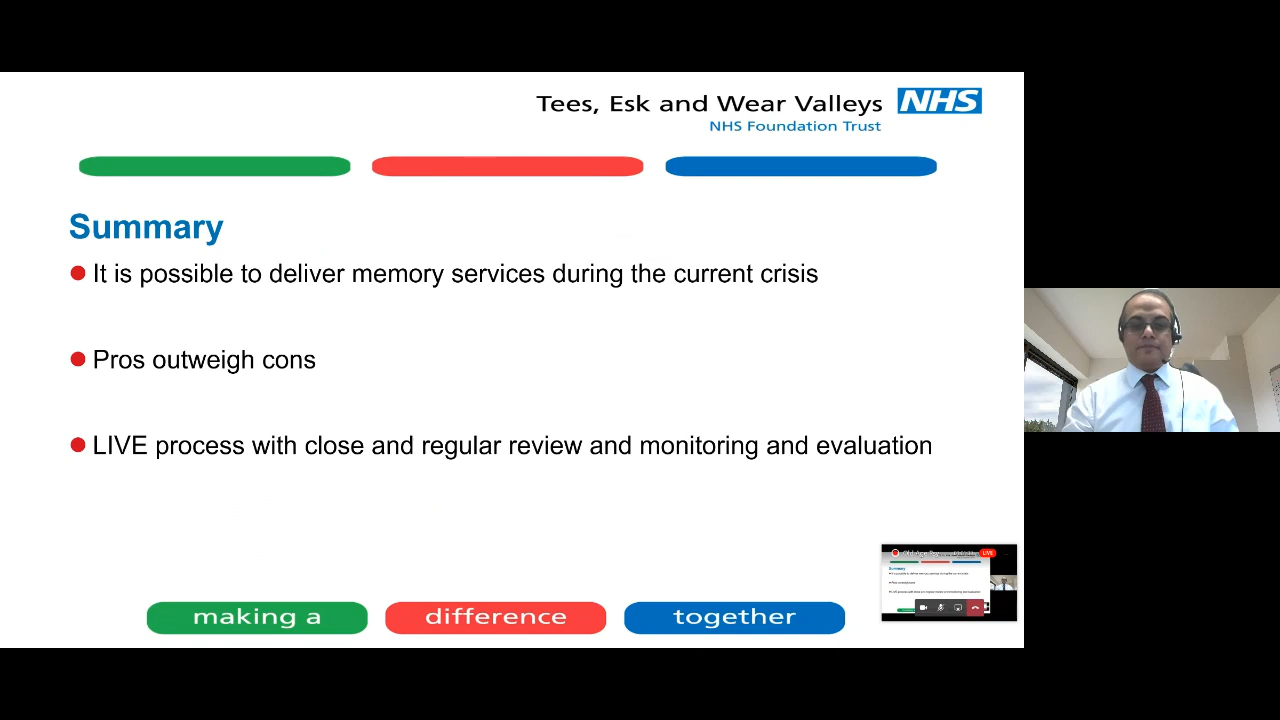 Tees, Esk and Wear Valleys NHS
NHS Foundation Trust
Summary
It is possible to deliver memory services during the current crisis
Pros outweigh cons
LIVE process with close and regular review and monitoring and evaluation
LIVE
Summary
making a difference together